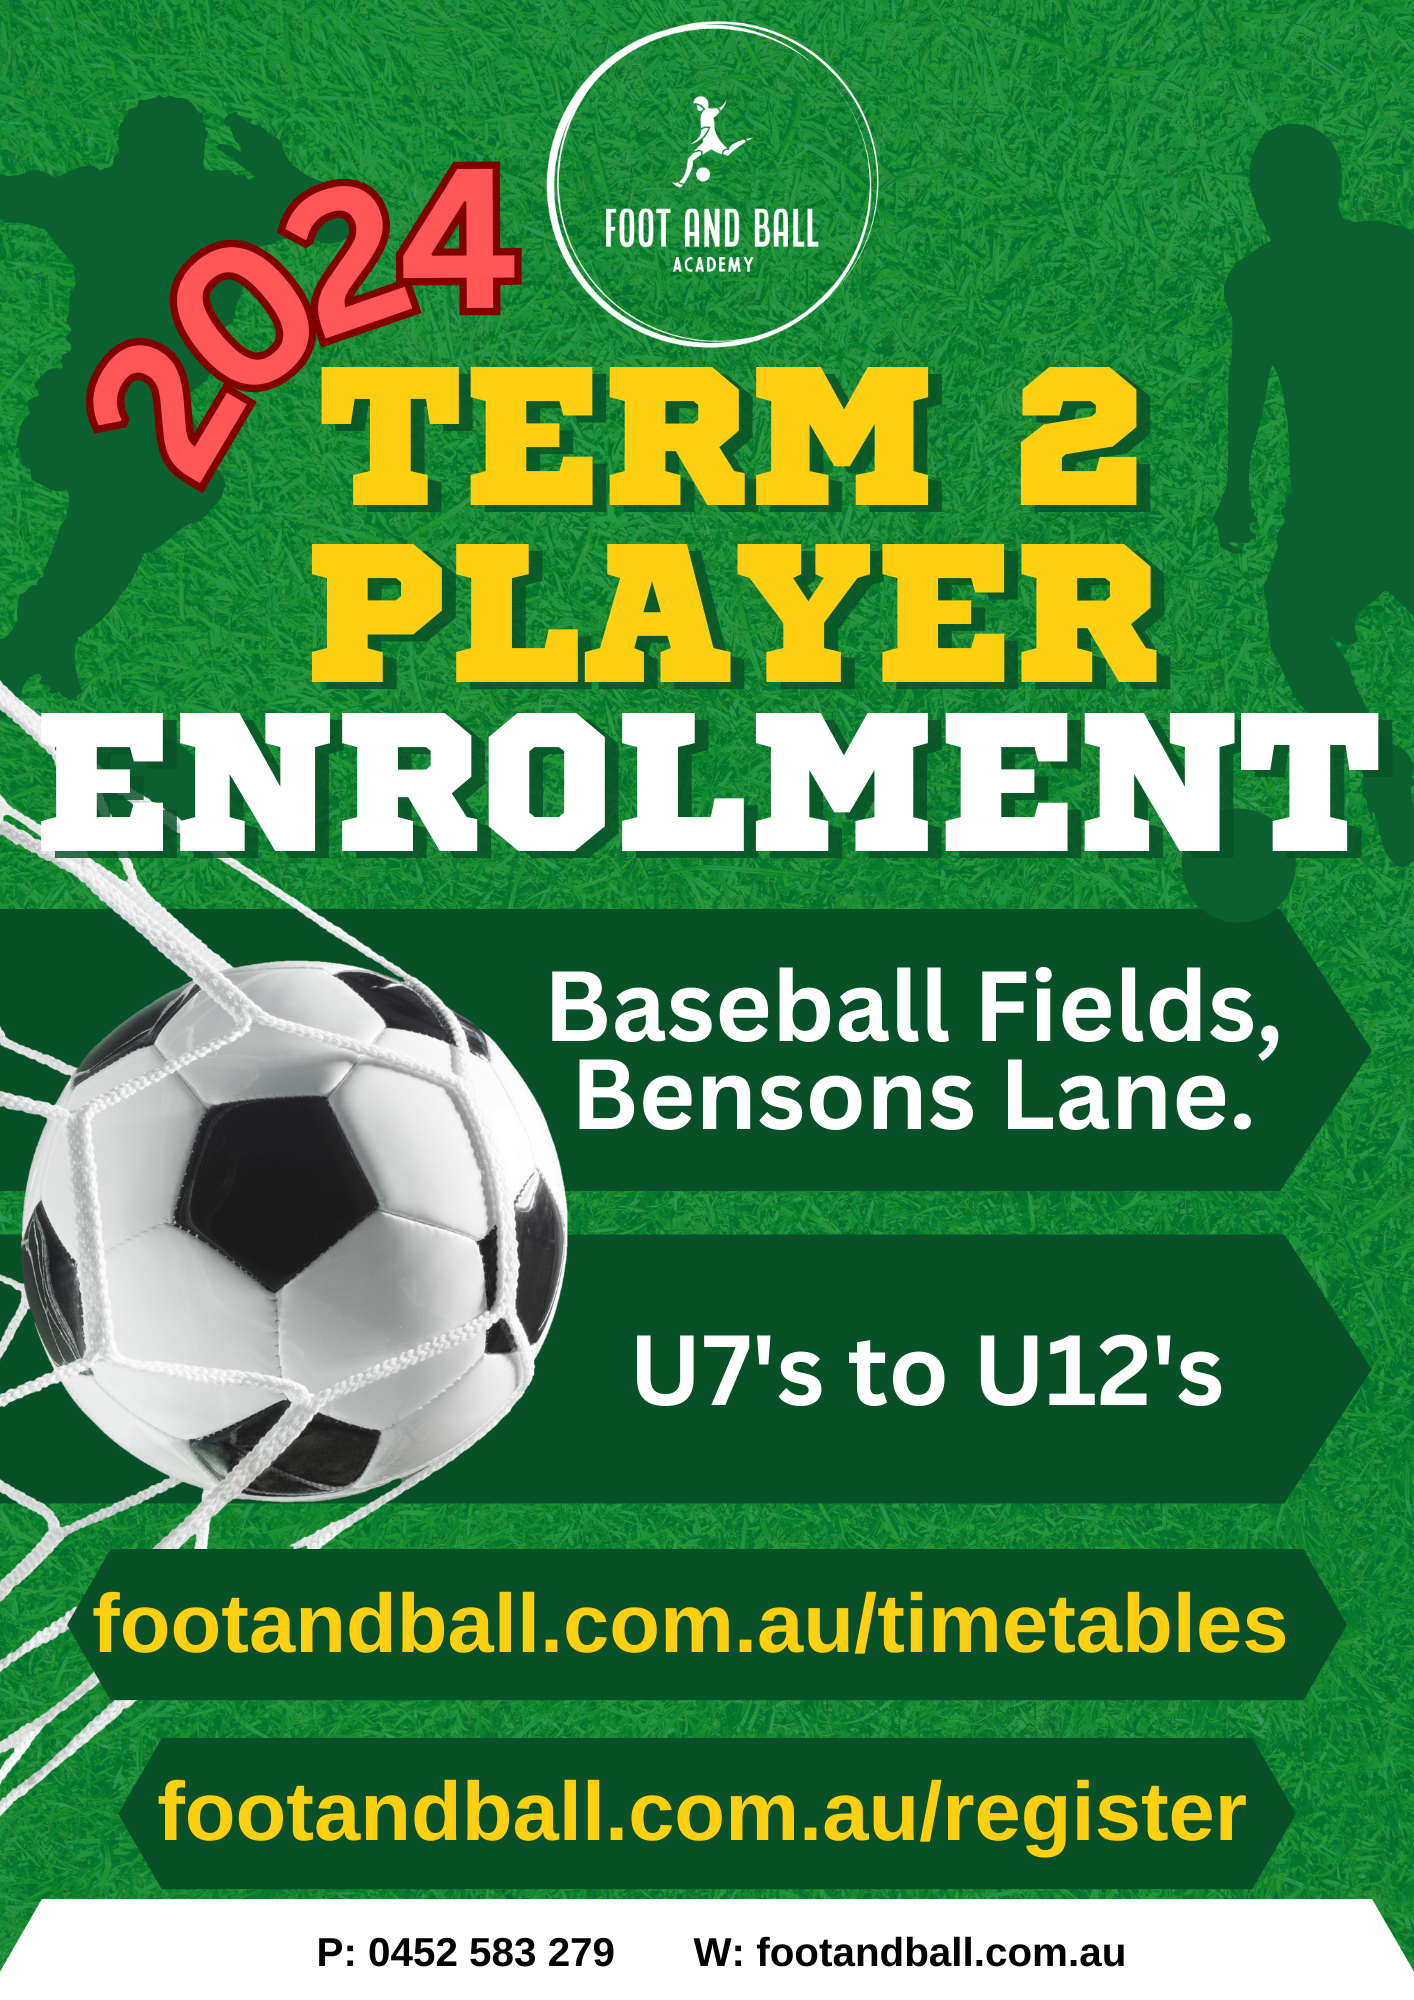 FOOT AND BALL
ACADEMY
2024
TERM 2
PLAYER
ENROLMENT
Baseball Fields,
Bensons Lane.
U7's to U12's
footandball.com.au/timetables
footandball.com.au/register
P: 0452 583 279 W: footandball.com.au